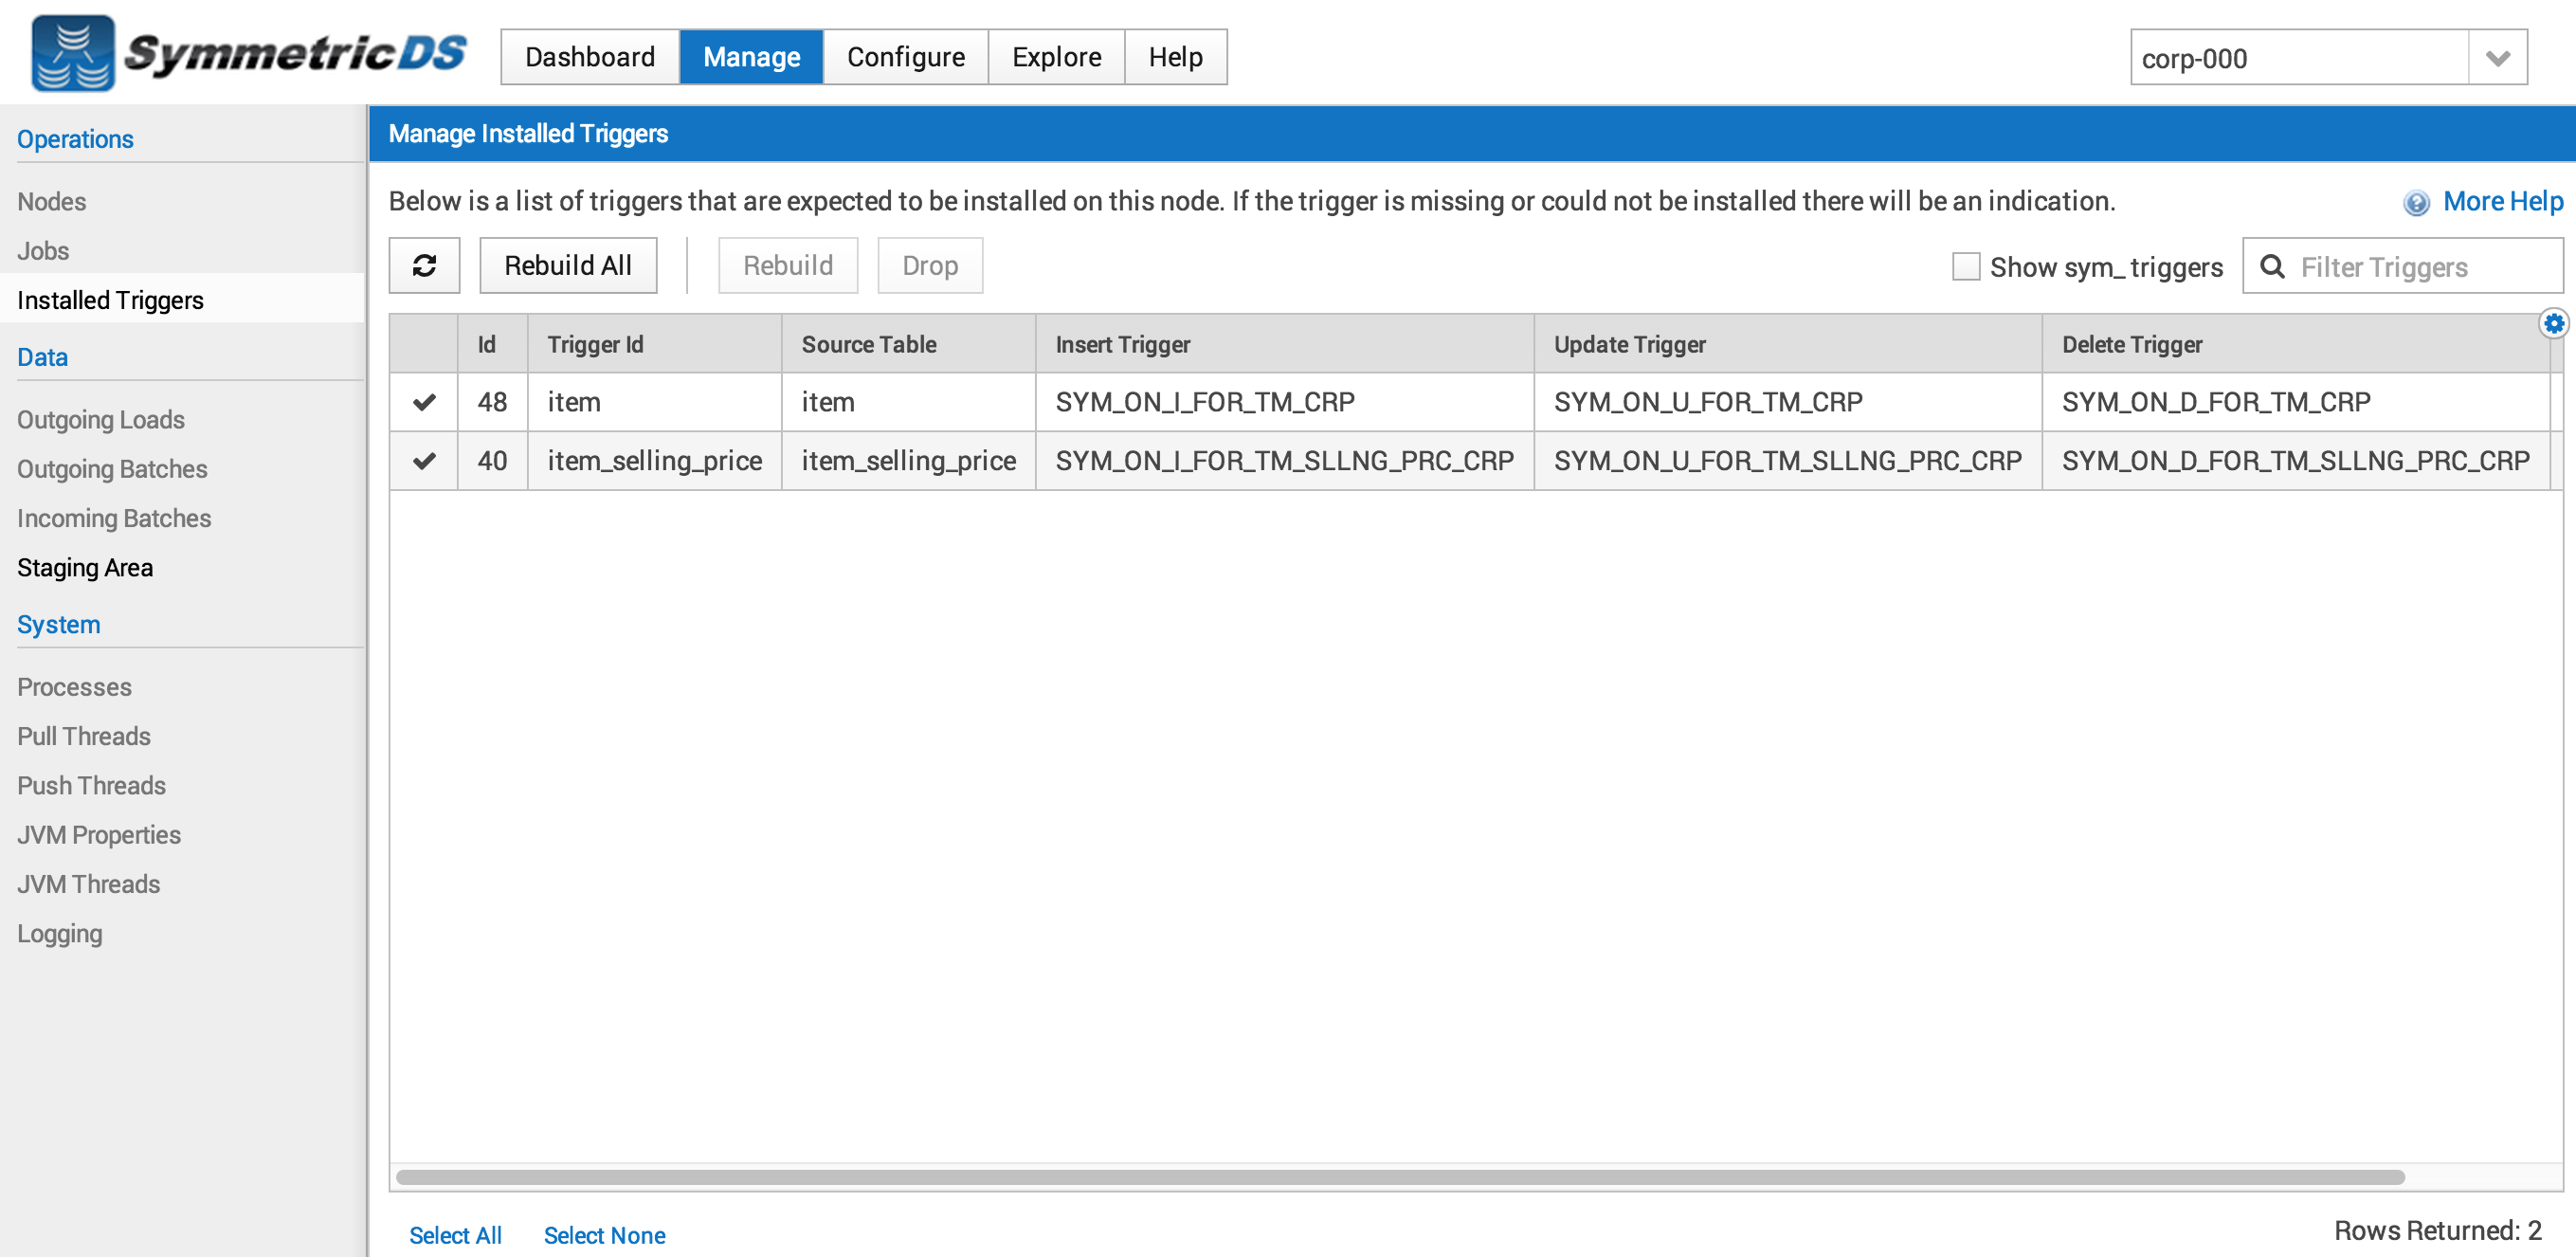 SymmetricDS
Dashboard Manage Configure Explore Help
corp-000
Operations
Nodes
Jobs
Installed Triggers
Data
Outgoing Loads
Outgoing Batches
Incoming Batches
Staging Area
System
Processes
Pull Threads
Push Threads
JVM Properties
JVM Threads
Logging
Manage Installed Triggers
Below is a list of triggers that are expected to be installed on this node. If the trigger is missing or could not be installed there will be an indication.
More Help
Rebuild All Rebuild Drop
Show sym_ triggers
Filter Triggers
Id Trigger Id Source Table Insert Trigger Update Trigger Delete Trigger
48 item item SYM_ON_I_FOR_TM_CRP SYM_ON_U_FOR_TM_CRP SYM_ON_D_FOR_TM_CRP
40 item_selling_price item_selling_price SYM_ON_I_FOR_TM_SLLNG_PRC_CRP SYM_ON_U_FOR_TM_SLLNG_PRC_CRP SYM_ON_D_FOR_TM_SLLNG_PRC_CRP
Select All Select None
Rows Returned: 2